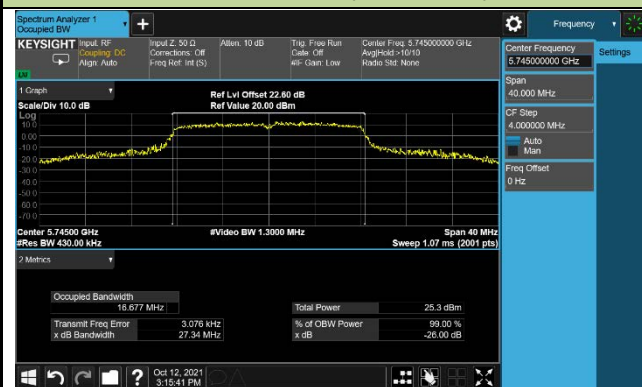 Spectrum Analyzer 1
Occupied BW
Frequency
KEYSIGHT
Input: RF
Coupling: DC
Align: Auto
Input Z: 50 Ω
Corrections: Off
Freq Ref: Int (S)
Atten: 10 dB
Trig: Free Run
Gate: Off
#IF Gain: Low
Center Freq: 5.745000000 GHz
Avg|Hold:>10/10
Radio Std: None
Center Frequency
5.745000000 GHz
Settings
Span
40.000 MHz
CF Step
4.000000 MHz
Auto
Man
Freq Offset
0 Hz
1 Graph
Scale/Div 10.0 dB
Ref Lvl Offset 22.60 dB
Ref Value 20.00 dBm
Log
10.0
0.00
-10.0
-20.0
-30.0
-40.0
-50.0
-60.0
-70.0
Center 5.74500 GHz
#Res BW 430.00 kHz
#Video BW 1.3000 MHz
Span 40 MHz
Sweep 1.07 ms (2001 pts)
2 Metrics
Occupied Bandwidth
16.677 MHz
Total Power 25.3 dBm
Transmit Freq Error 3.076 kHz
% of OBW Power 99.00 %
x dB Bandwidth 27.34 MHz
x dB -26.00 dB
Oct 12, 2021
3:15:41 PM